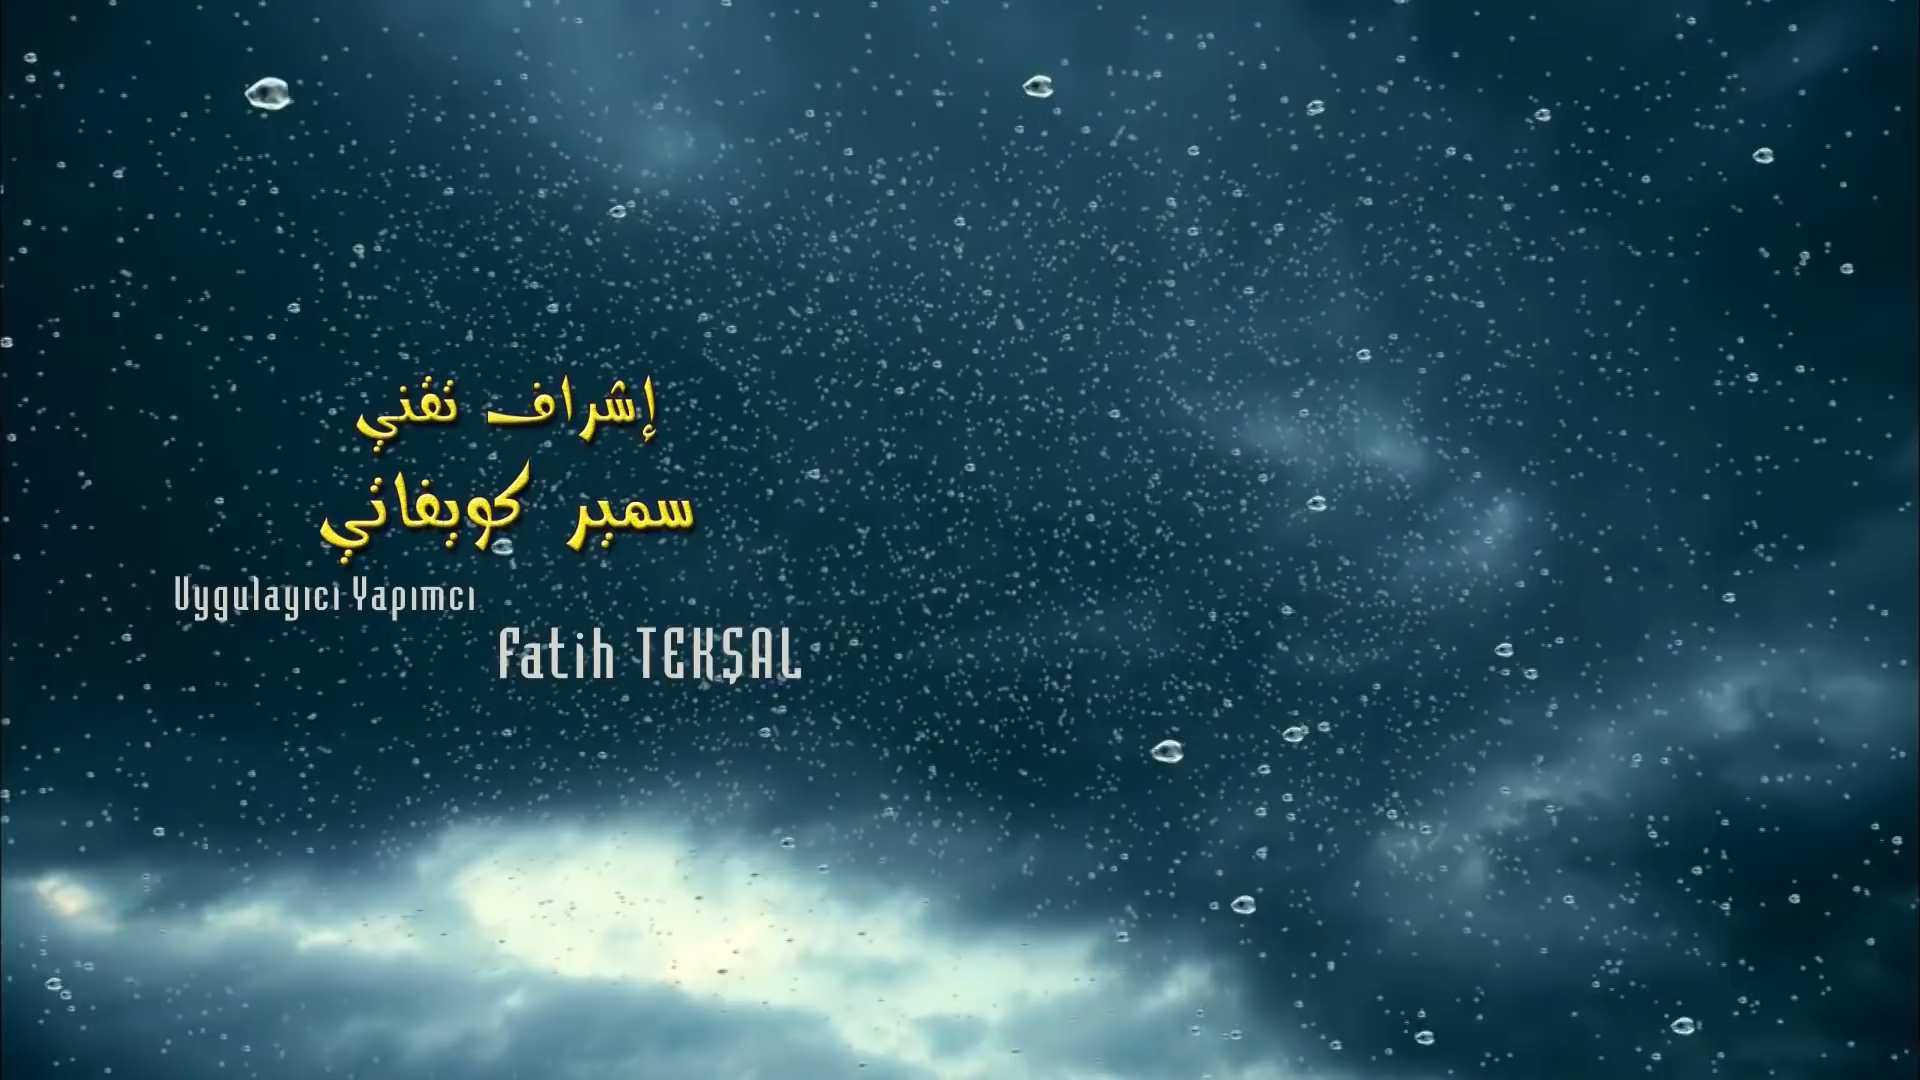 إشراف تقني
سمير كويفاتي
Uygulayıcı Yapımcı
Fatih TEKŞAL